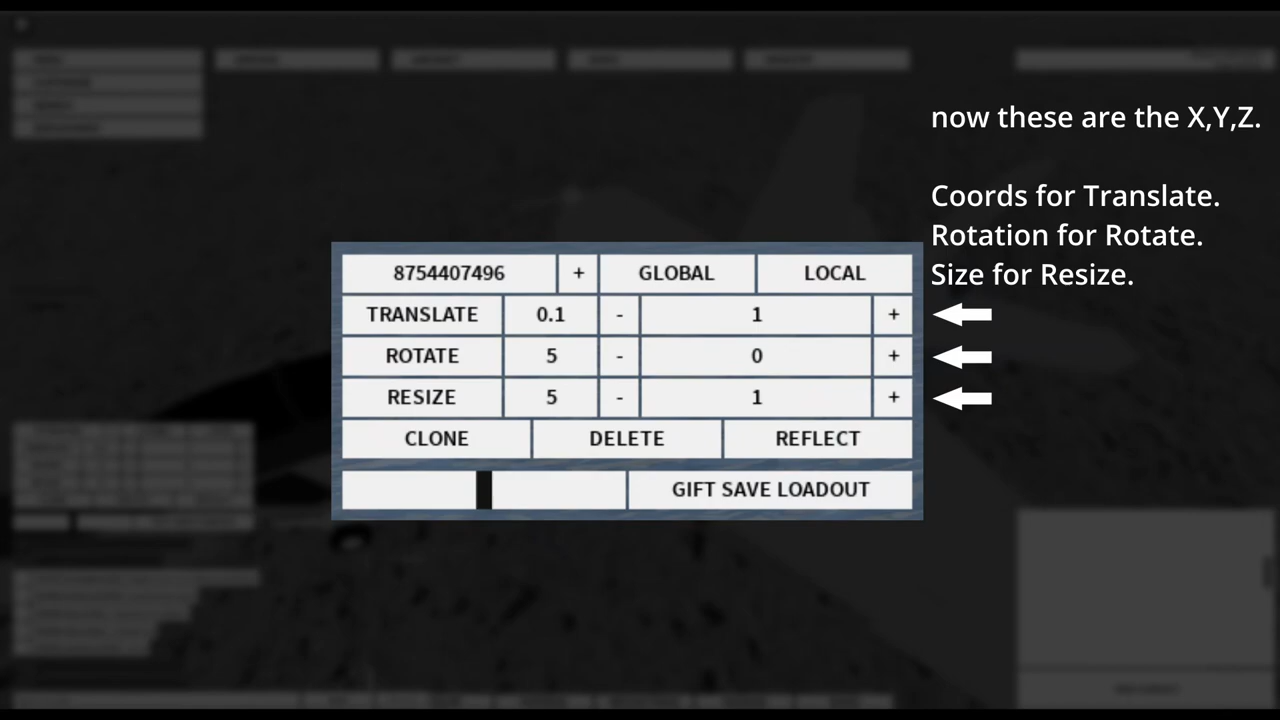 now these are the X,Y,Z.
Coords for Translate.
Rotation for Rotate.
Size for Resize.
8754407496 + GLOBAL LOCAL
TRANSLATE 0.1 - 1 +
ROTATE 5 - 0 +
RESIZE 5 - 1 +
CLONE DELETE REFLECT
GIFT SAVE LOADOUT